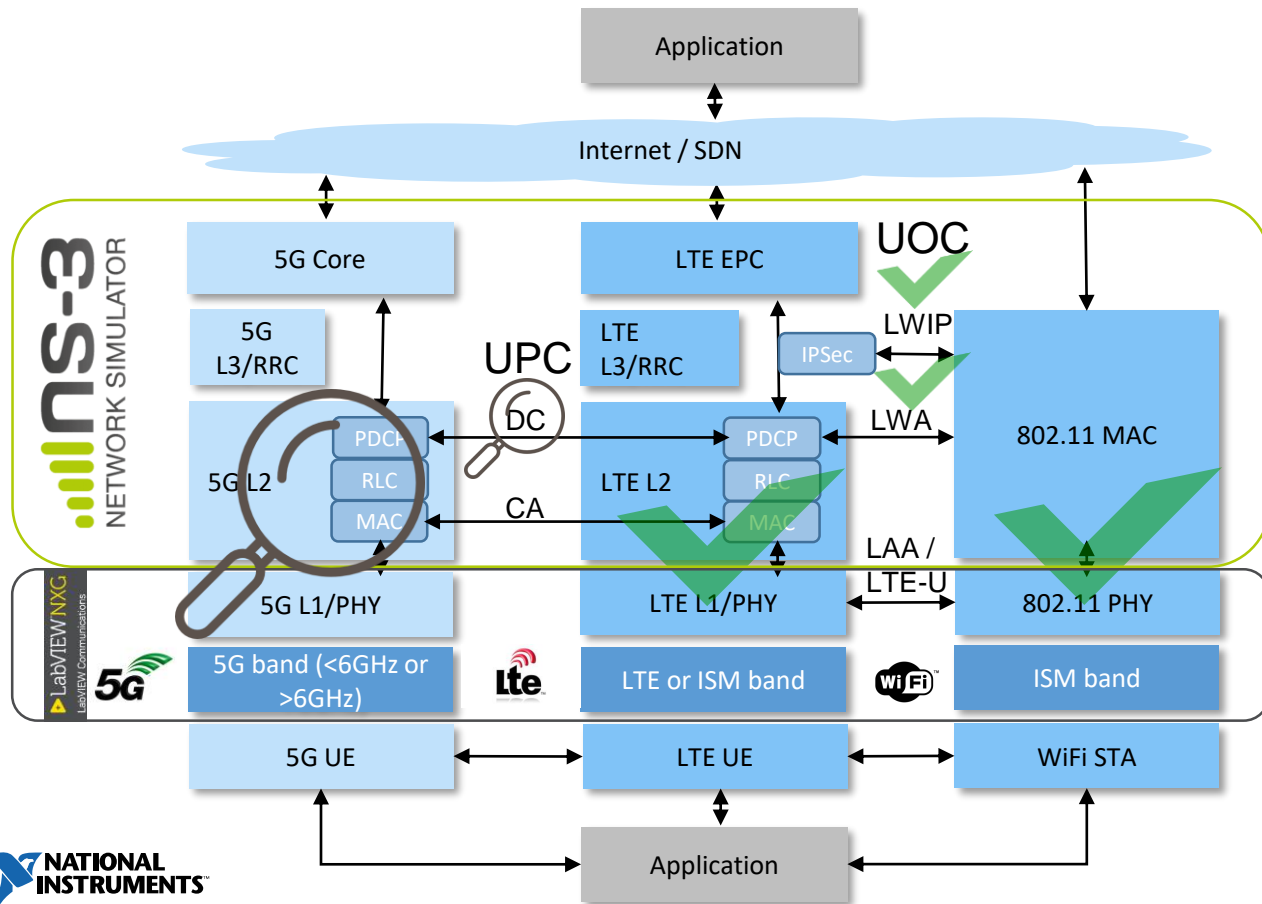 Application
Internet / SDN
ns-3
NETWORK SIMULATOR
5G Core
LTE EPC
UOC
LWIP
5G
L3/RRC
UPC
LTE
L3/RRC
IPSec
DC
LWA
802.11 MAC
5G L2
PDCP
RLC
MAC
CA
LTE L2
PDCP
RLC
MAC
LAA /
LTE-U
LabVIEW NXG
LabVIEW Communications
5G L1/PHY
LTE L1/PHY
802.11 PHY
5G
5G band (<6GHz or
>6GHz)
Lte
LTE or ISM band
WiFi
ISM band
5G UE
LTE UE
WiFi STA
Application
NATIONAL
INSTRUMENTS